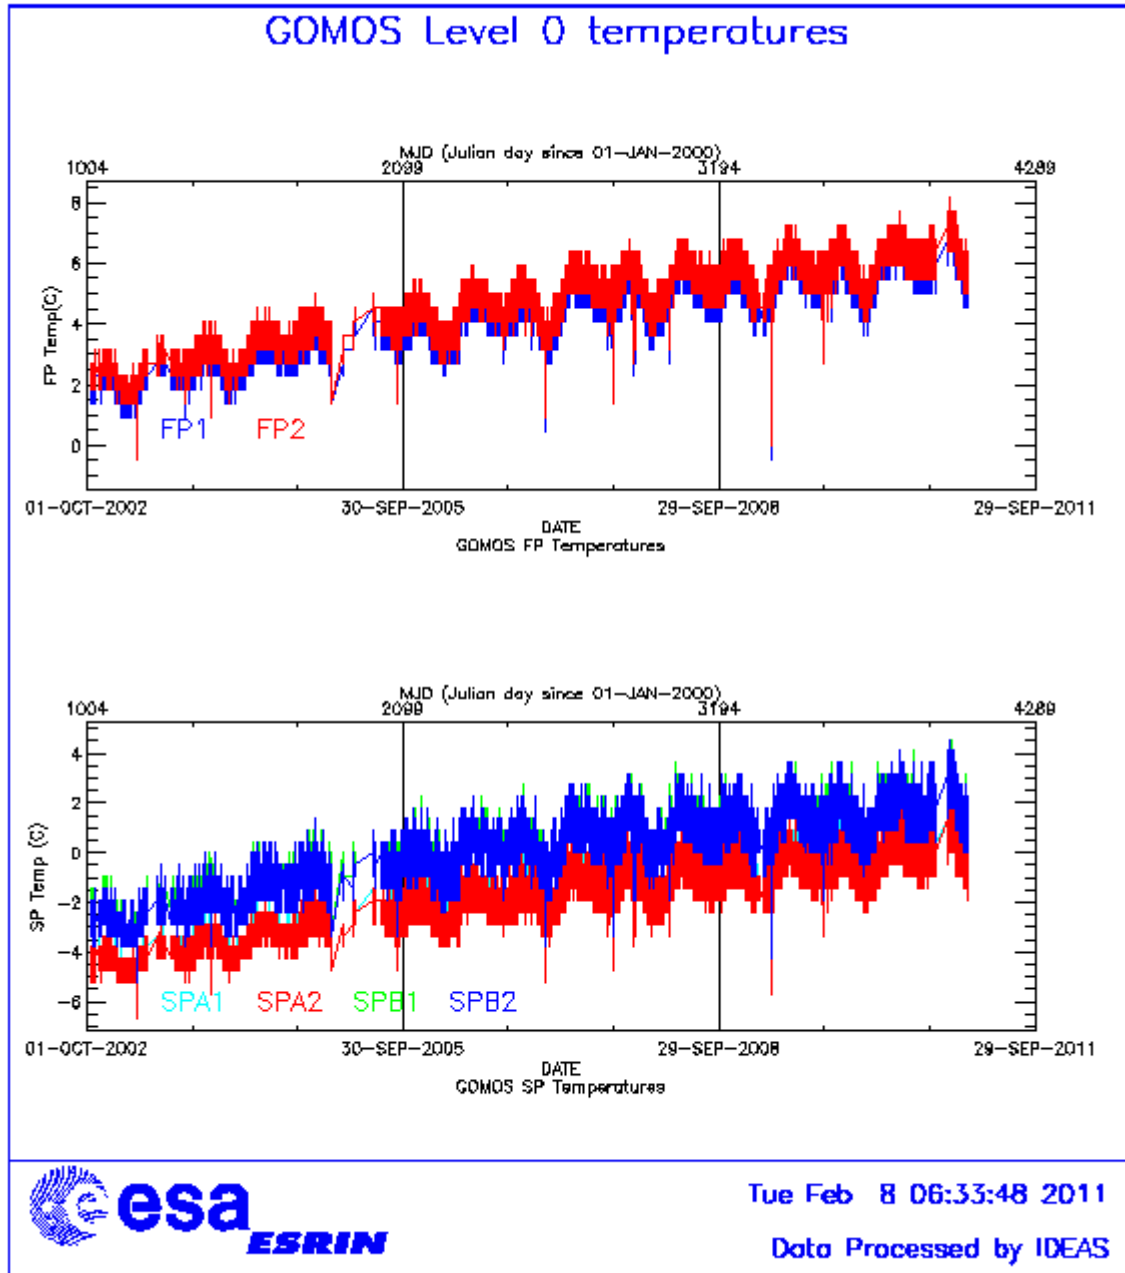 GOMOS Level 0 temperatures
MJD (Julian day since 01-JAN-2000)
1004 2099 3194 4289
8
6
4
2
0
FP Temp(C)
FP1 FP2
01-OCT-2002 30-SEP-2005 29-SEP-2008 29-SEP-2011
DATE
GOMOS FP Temperatures
MJD (Julian day since 01-JAN-2000)
1004 2099 3194 4289
4
2
0
-2
-4
-6
SP Temp (C)
SPA1 SPA2 SPB1 SPB2
01-OCT-2002 30-SEP-2005 29-SEP-2008 29-SEP-2011
DATE
GOMOS SP Temperatures
esa
ESRIN
Tue Feb 8 06:33:48 2011
Data Processed by IDEAS